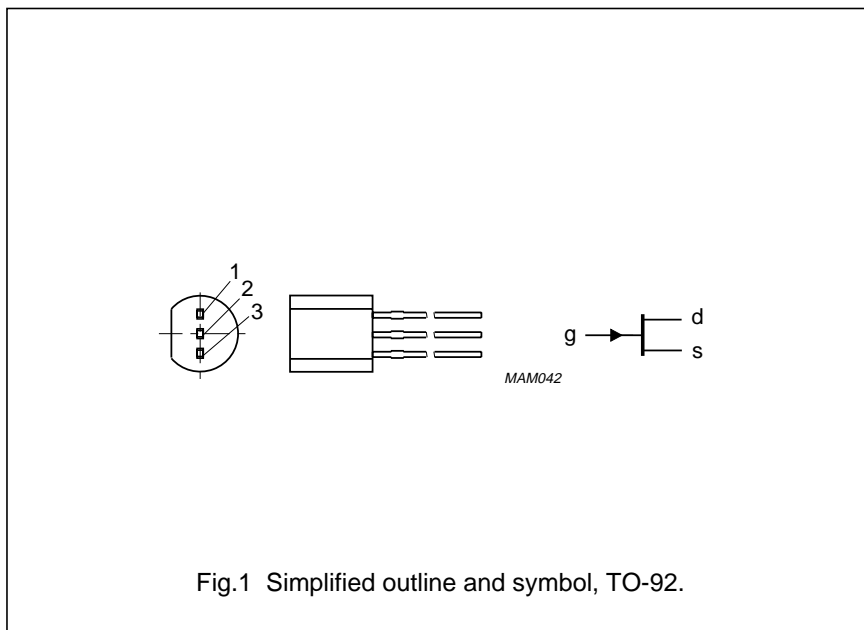 1
2
3
g
d
s
MAM042
Fig.1 Simplified outline and symbol, TO-92.